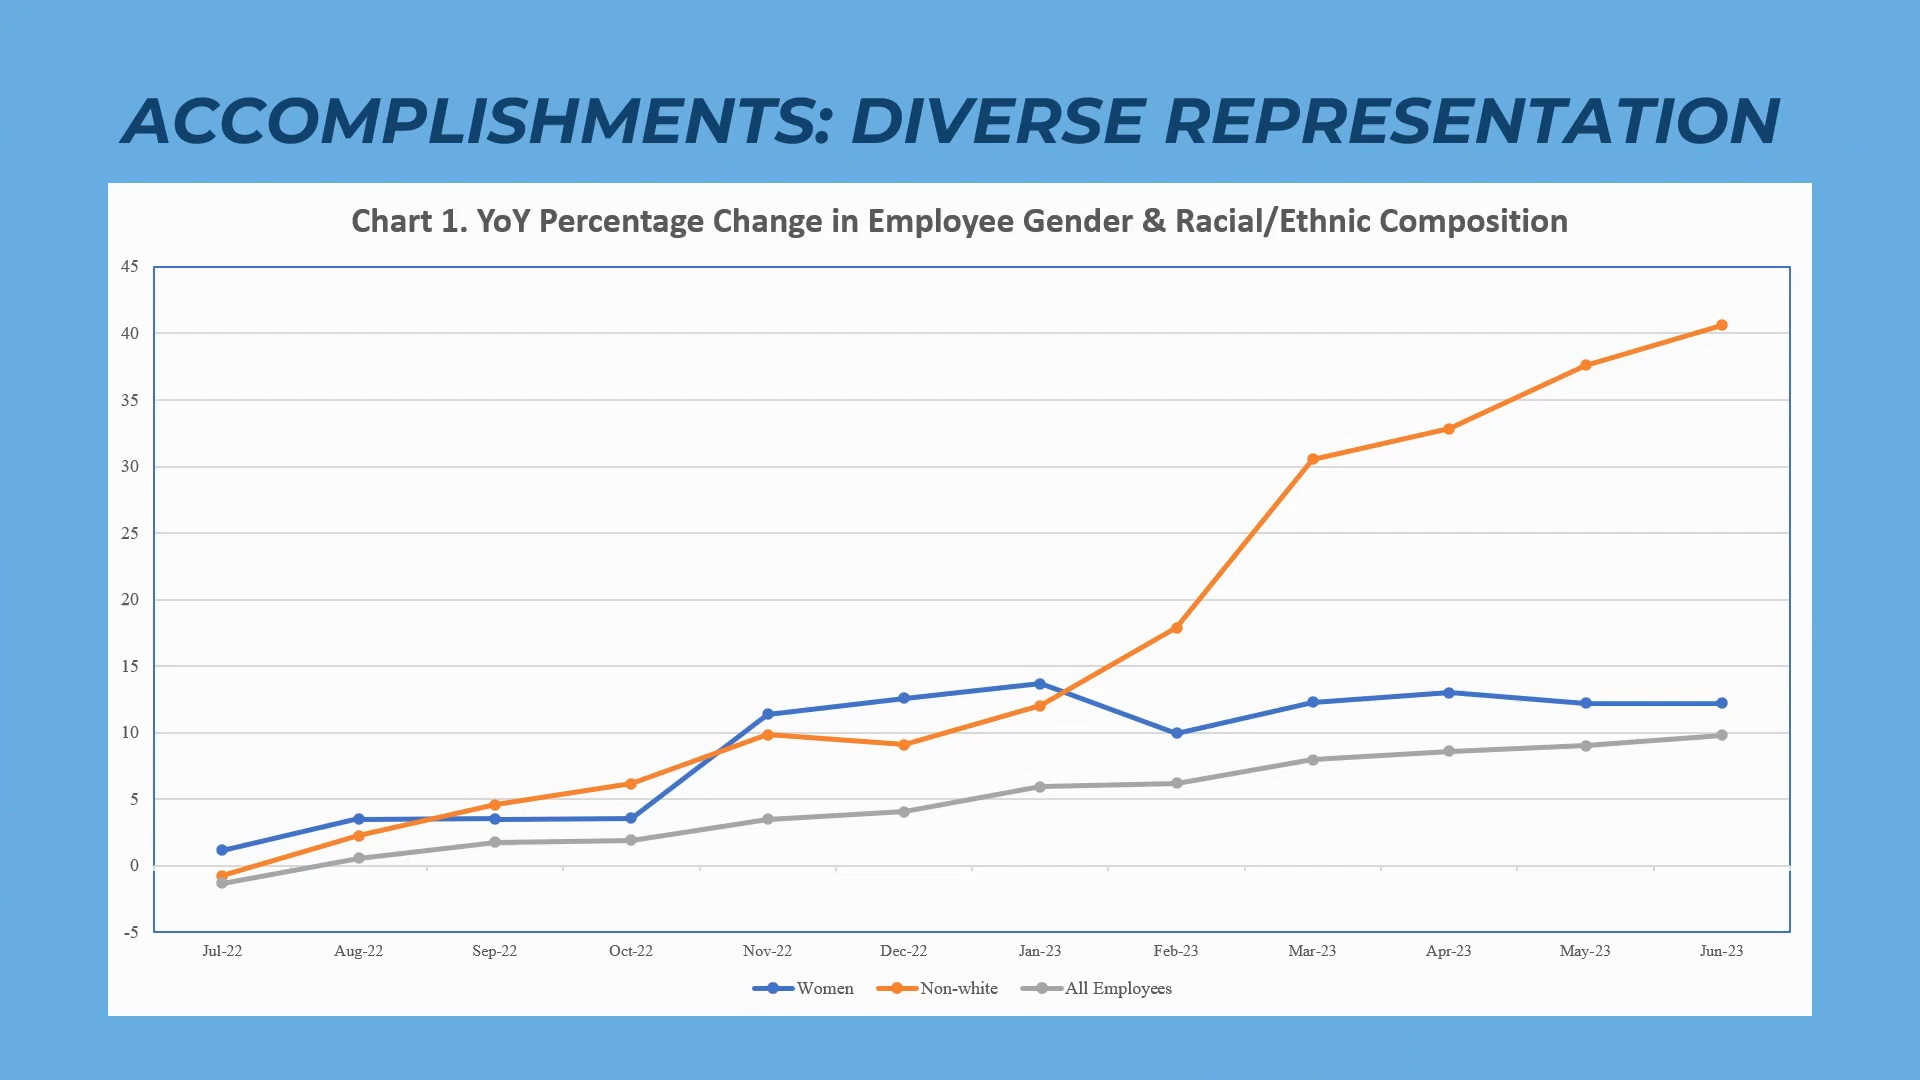 ACCOMPLISHMENTS: DIVERSE REPRESENTATION
Chart 1. YoY Percentage Change in Employee Gender & Racial/Ethnic Composition
45
40
35
30
25
20
15
10
5
0
-5
Jul-22 Aug-22 Sep-22 Oct-22 Nov-22 Dec-22 Jan-23 Feb-23 Mar-23 Apr-23 May-23 Jun-23
Women Non-white All Employees